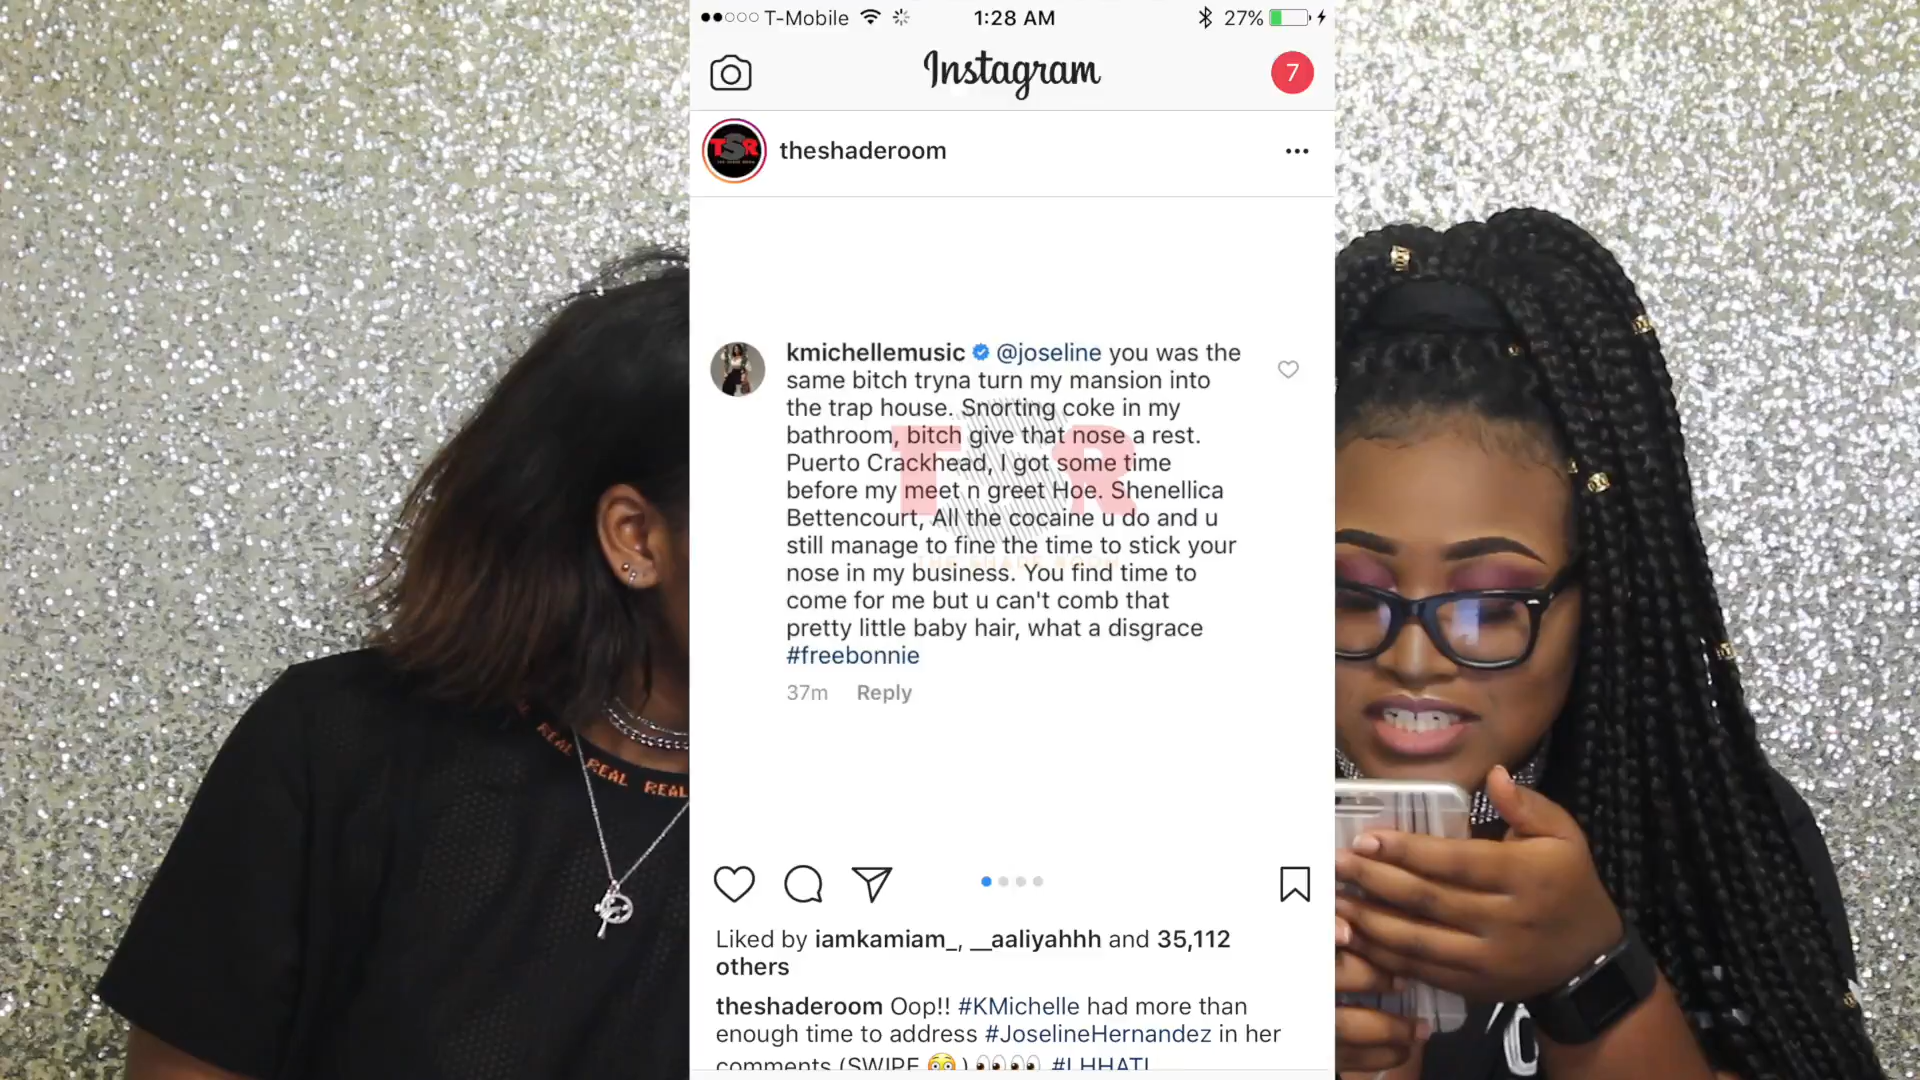 T-Mobile 1:28 AM 27%
Instagram
7
TSR
theshaderoom
kmichellemusic @joseline you was the
same bitch tryna turn my mansion into
the trap house. Snorting coke in my
bathroom, bitch give that nose a rest.
Puerto Crackhead, I got some time
before my meet n greet Hoe. Shenellica
Bettencourt, All the cocaine u do and u
still manage to fine the time to stick your
nose in my business. You find time to
come for me but u can't comb that
pretty little baby hair, what a disgrace
#freebonnie
TSR
37m Reply
REAL REAL REAL
Liked by iamkamiam_, __aaliyahhh and 35,112
others
theshaderoom Oop!! #KMichelle had more than
enough time to address #JoselineHernandez in her
comments (SWIPE 😳) 👀👀 #LHHATL